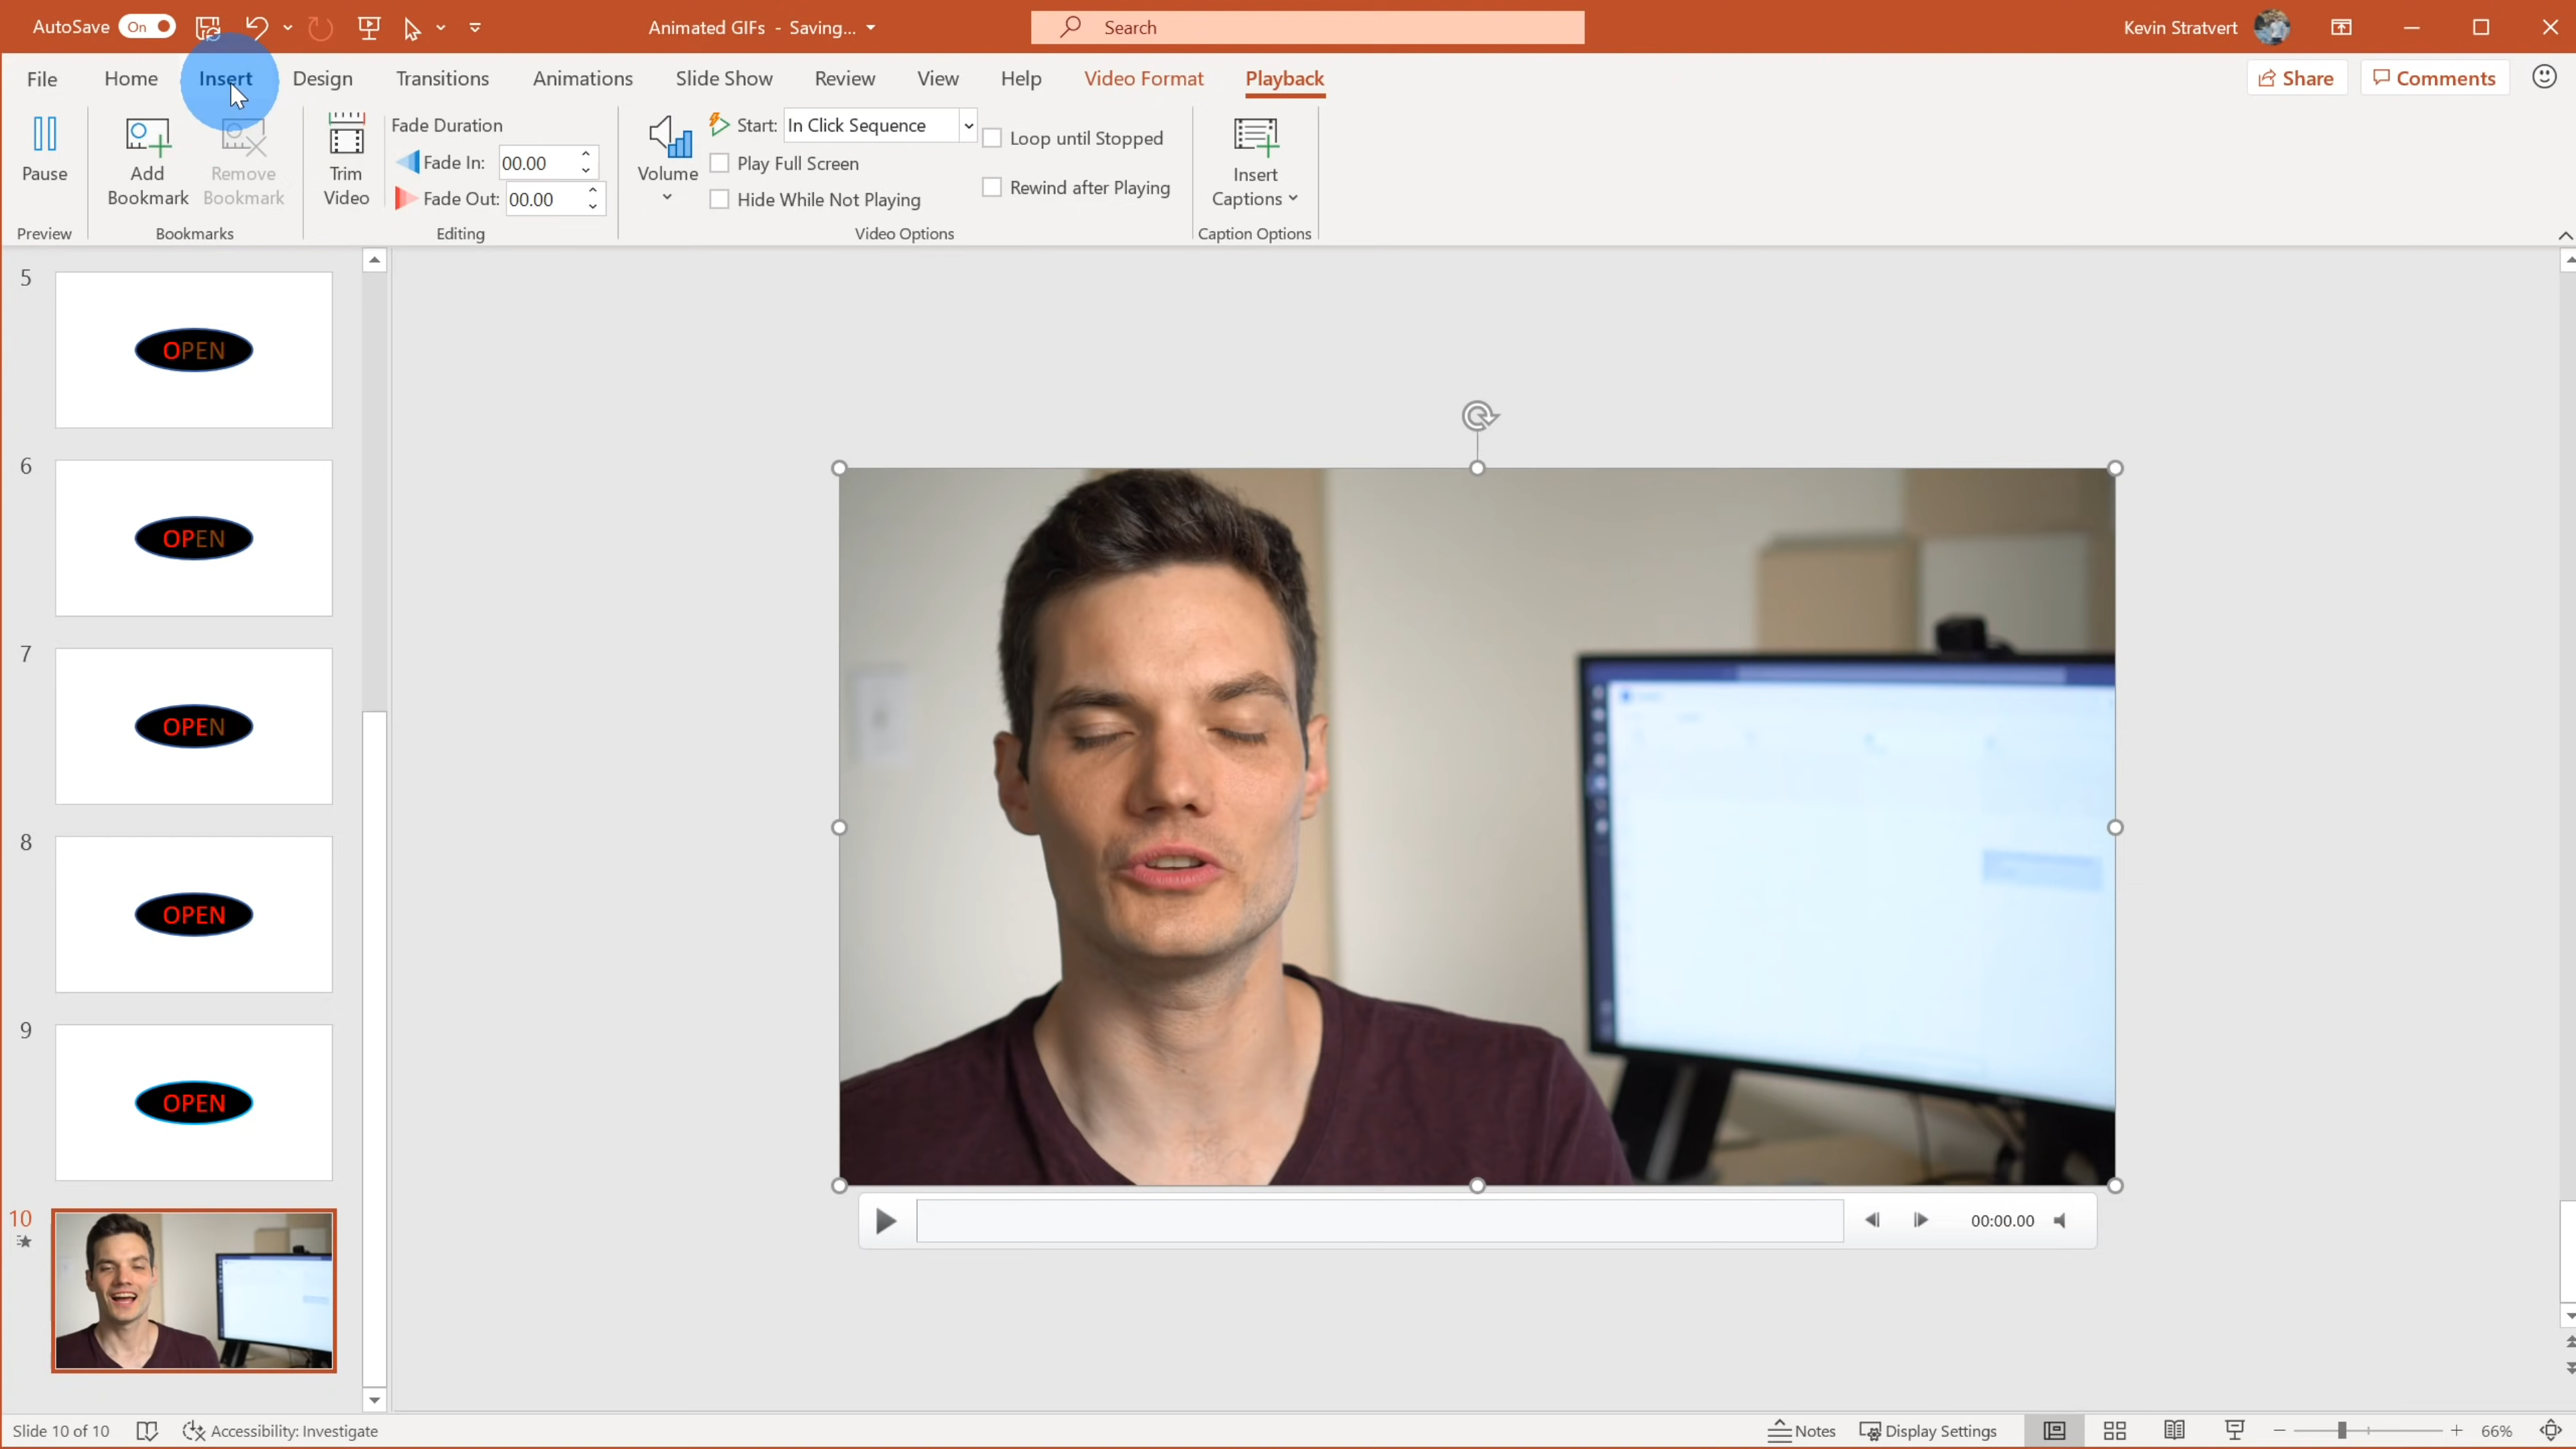 AutoSave On Animated GIFs - Saving... Search Kevin Stratvert
File Home Insert Design Transitions Animations Slide Show Review View Help Video Format Playback Share Comments
Pause
Preview
Add Bookmark
Remove Bookmark
Bookmarks
Trim Video
Fade Duration
Fade In: 00.00
Fade Out: 00.00
Editing
Volume
Start: In Click Sequence
Play Full Screen
Hide While Not Playing
Loop until Stopped
Rewind after Playing
Video Options
Insert Captions
Caption Options
5
OPEN
6
OPEN
7
OPEN
8
OPEN
9
OPEN
10
00:00.00
Slide 10 of 10 Accessibility: Investigate Notes Display Settings 66%